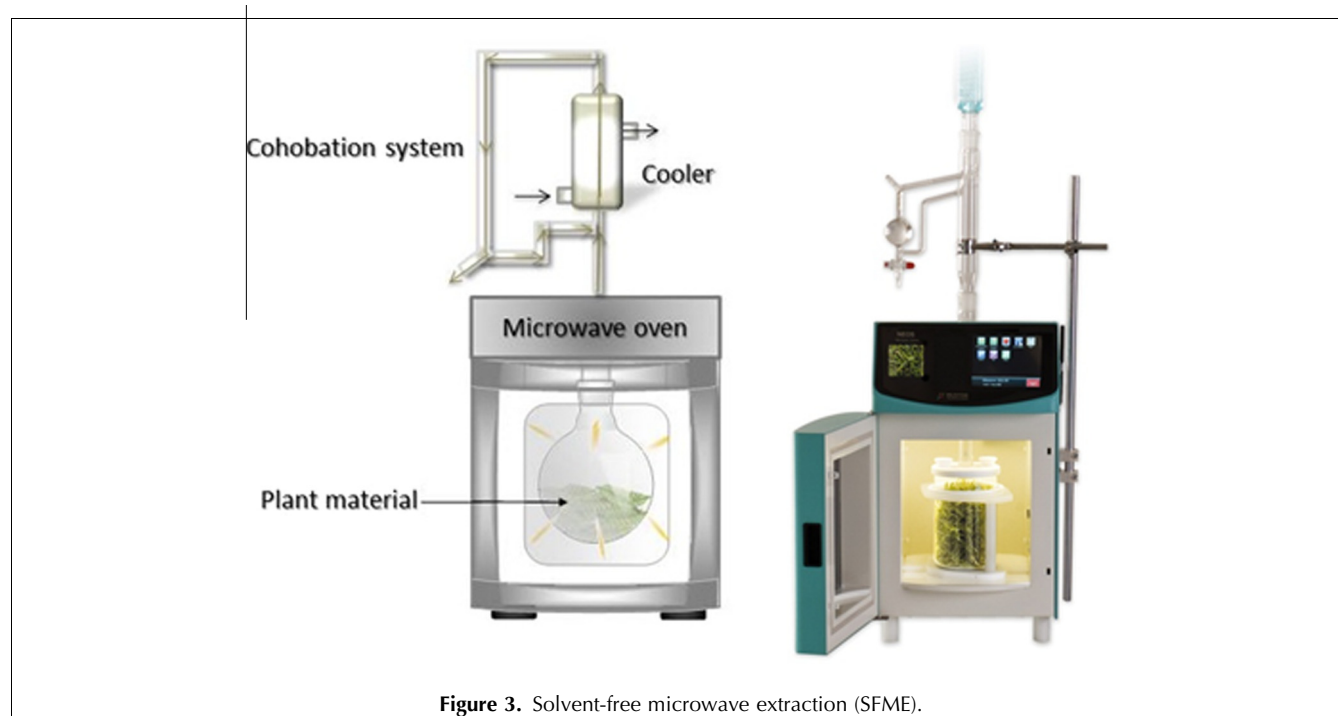 Cohobation system
Cooler
Microwave oven
Plant material
Figure 3. Solvent-free microwave extraction (SFME).